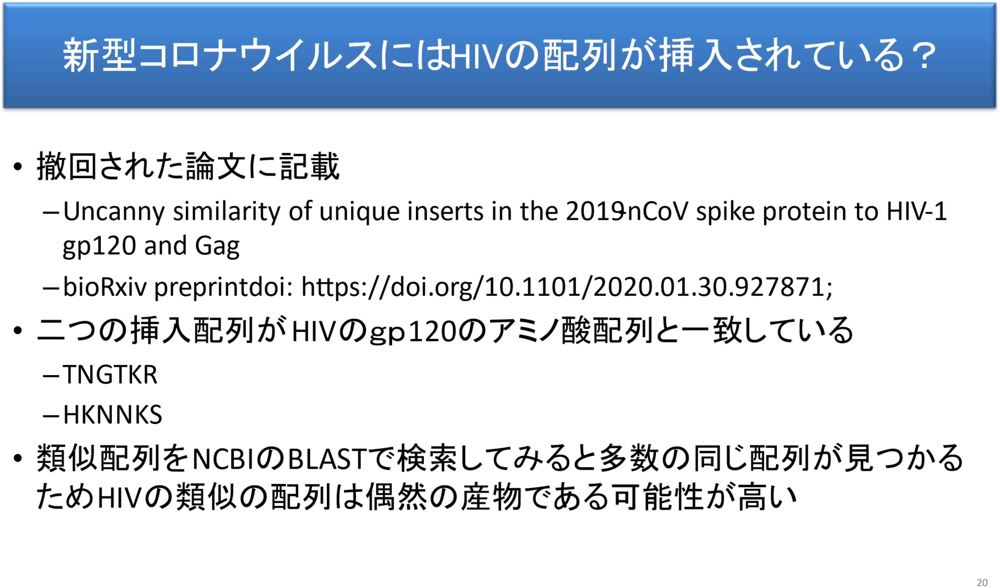 新型コロナウイルスにはHIVの配列が挿入されている？
• 撤回された論文に記載
–Uncanny similarity of unique inserts in the 2019-nCoV spike protein to HIV-1
gp120 and Gag
–bioRxiv preprintdoi: https://doi.org/10.1101/2020.01.30.927871;
• 二つの挿入配列がHIVのｇｐ120のアミノ酸配列と一致している
–TNGTKR
–HKNNKS
• 類似配列をNCBIのBLASTで検索してみると多数の同じ配列が見つかる
ためHIVの類似の配列は偶然の産物である可能性が高い
20